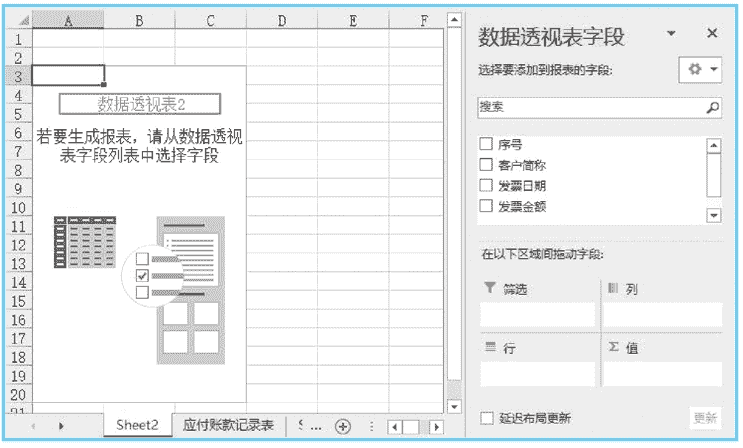 A B C D E F
1
2
3
4
5
6
7
8
9
10
11
12
13
14
15
16
17
18
19
20
21
数据透视表2
若要生成报表，请从数据透视
表字段列表中选择字段
Sheet2 应付账款记录表 S ...
数据透视表字段
选择要添加到报表的字段:
搜索
序号
客户简称
发票日期
发票金额
在以下区域间拖动字段:
筛选 列
行 Σ 值
延迟布局更新 更新